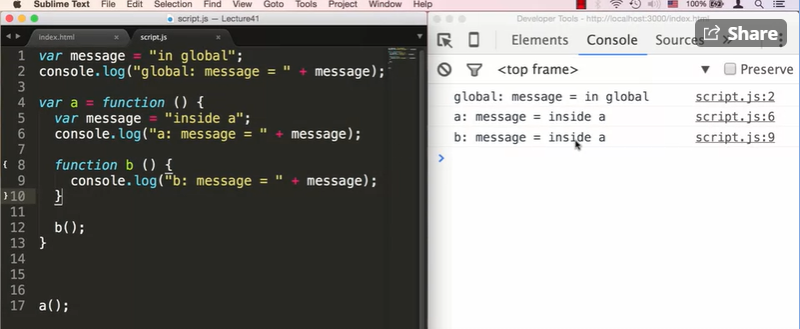 Sublime Text File Edit Selection Find View Goto Tools Project Window Help 100%
script.js — Lecture41
index.html × script.js ×
1 var message = "in global";
2 console.log("global: message = " + message);
3
4 var a = function () {
5 var message = "inside a";
6 console.log("a: message = " + message);
7
8 function b () {
9 console.log("b: message = " + message);
10 }
11
12 b();
13 }
14
15
16
17 a();
Developer Tools - http://localhost:3000/index.html
Share
Elements Console Sources
<top frame> ▼ Preserve
global: message = in global script.js:2
a: message = inside a script.js:6
b: message = inside a script.js:9